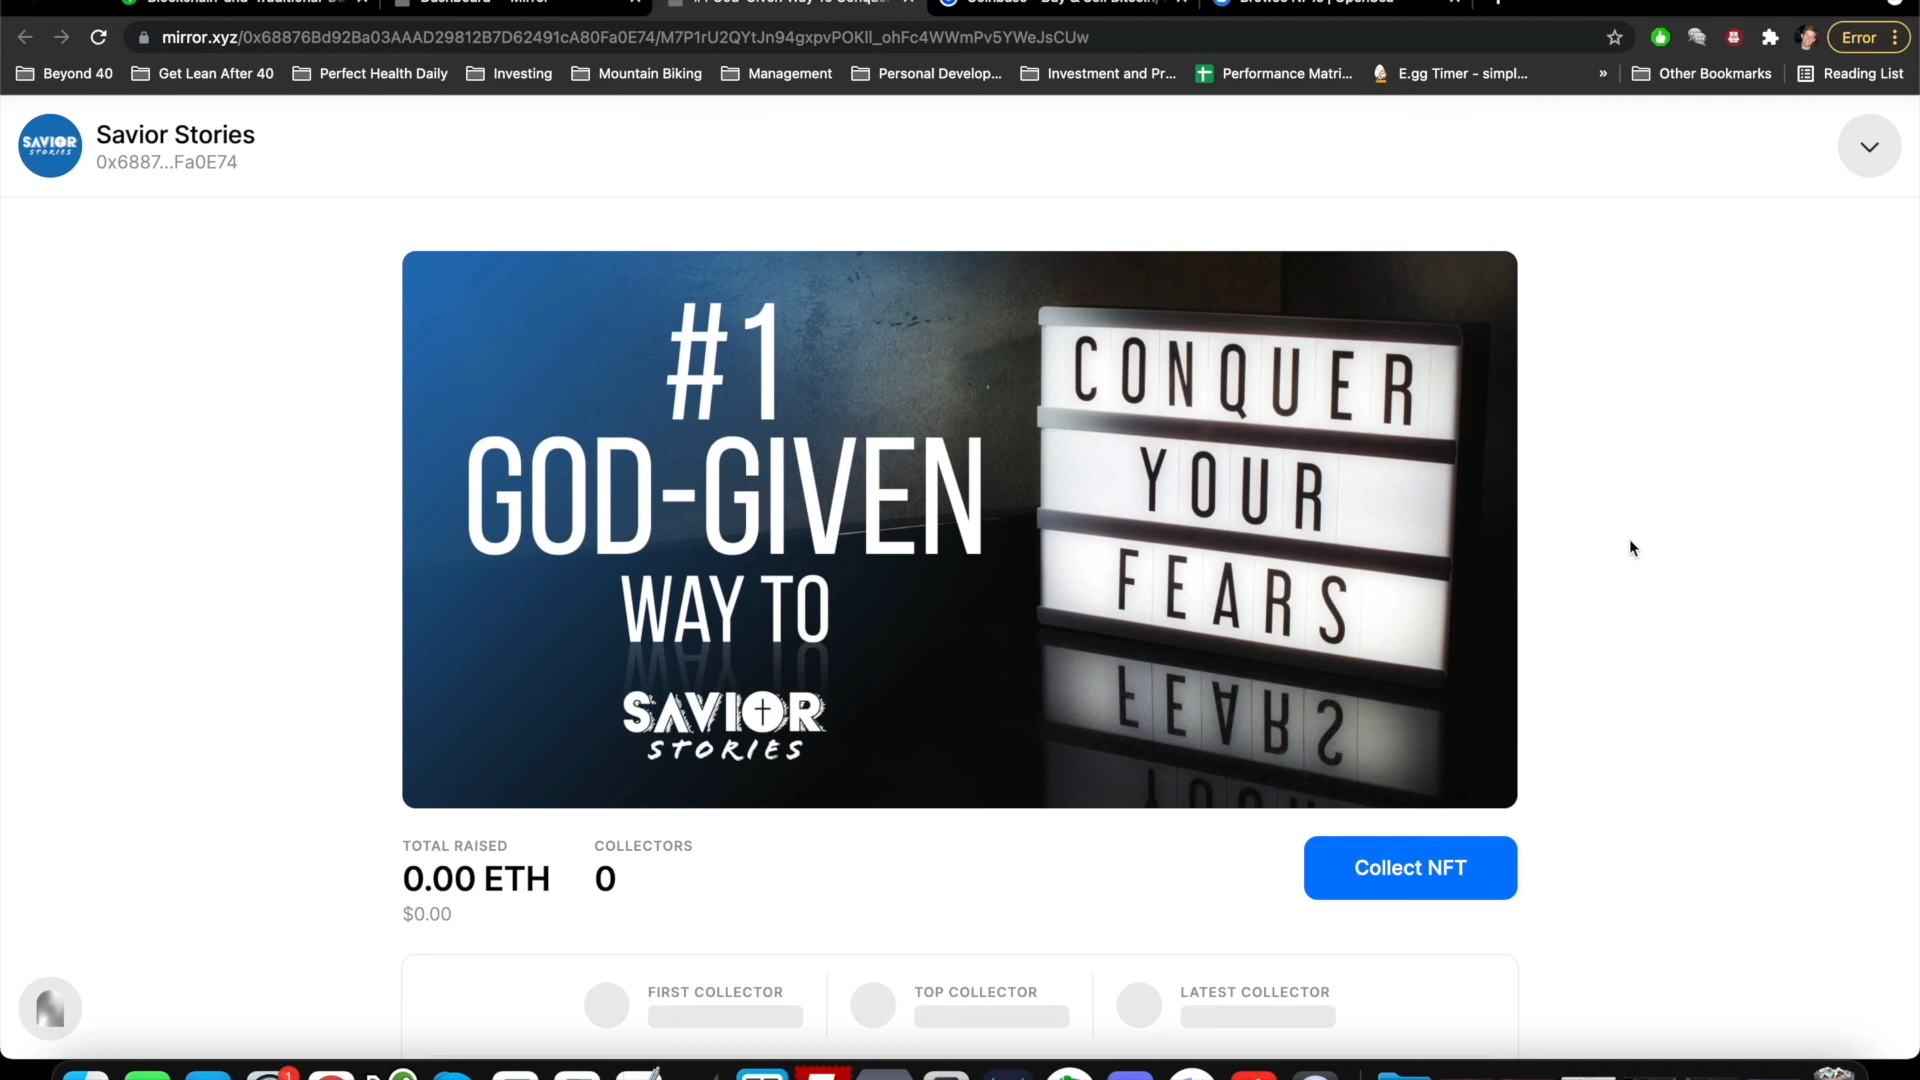 mirror.xyz/0x68876Bd92Ba03AAAD29812B7D62491cA80Fa0E74/M7P1rU2QYtJn94gxpvPOKlI_ohFc4WWmPv5YWeJsCUw
Error
Beyond 40 Get Lean After 40 Perfect Health Daily Investing Mountain Biking Management Personal Develop... Investment and Pr... Performance Matri... E.gg Timer - simpl... » Other Bookmarks Reading List
SAVIOR
STORIES
Savior Stories
0x6887...Fa0E74
#1
GOD-GIVEN
WAY TO
SAVIOR
STORIES
CONQUER
YOUR
FEARS
TOTAL RAISED
0.00 ETH
$0.00
COLLECTORS
0
Collect NFT
FIRST COLLECTOR
TOP COLLECTOR
LATEST COLLECTOR
1